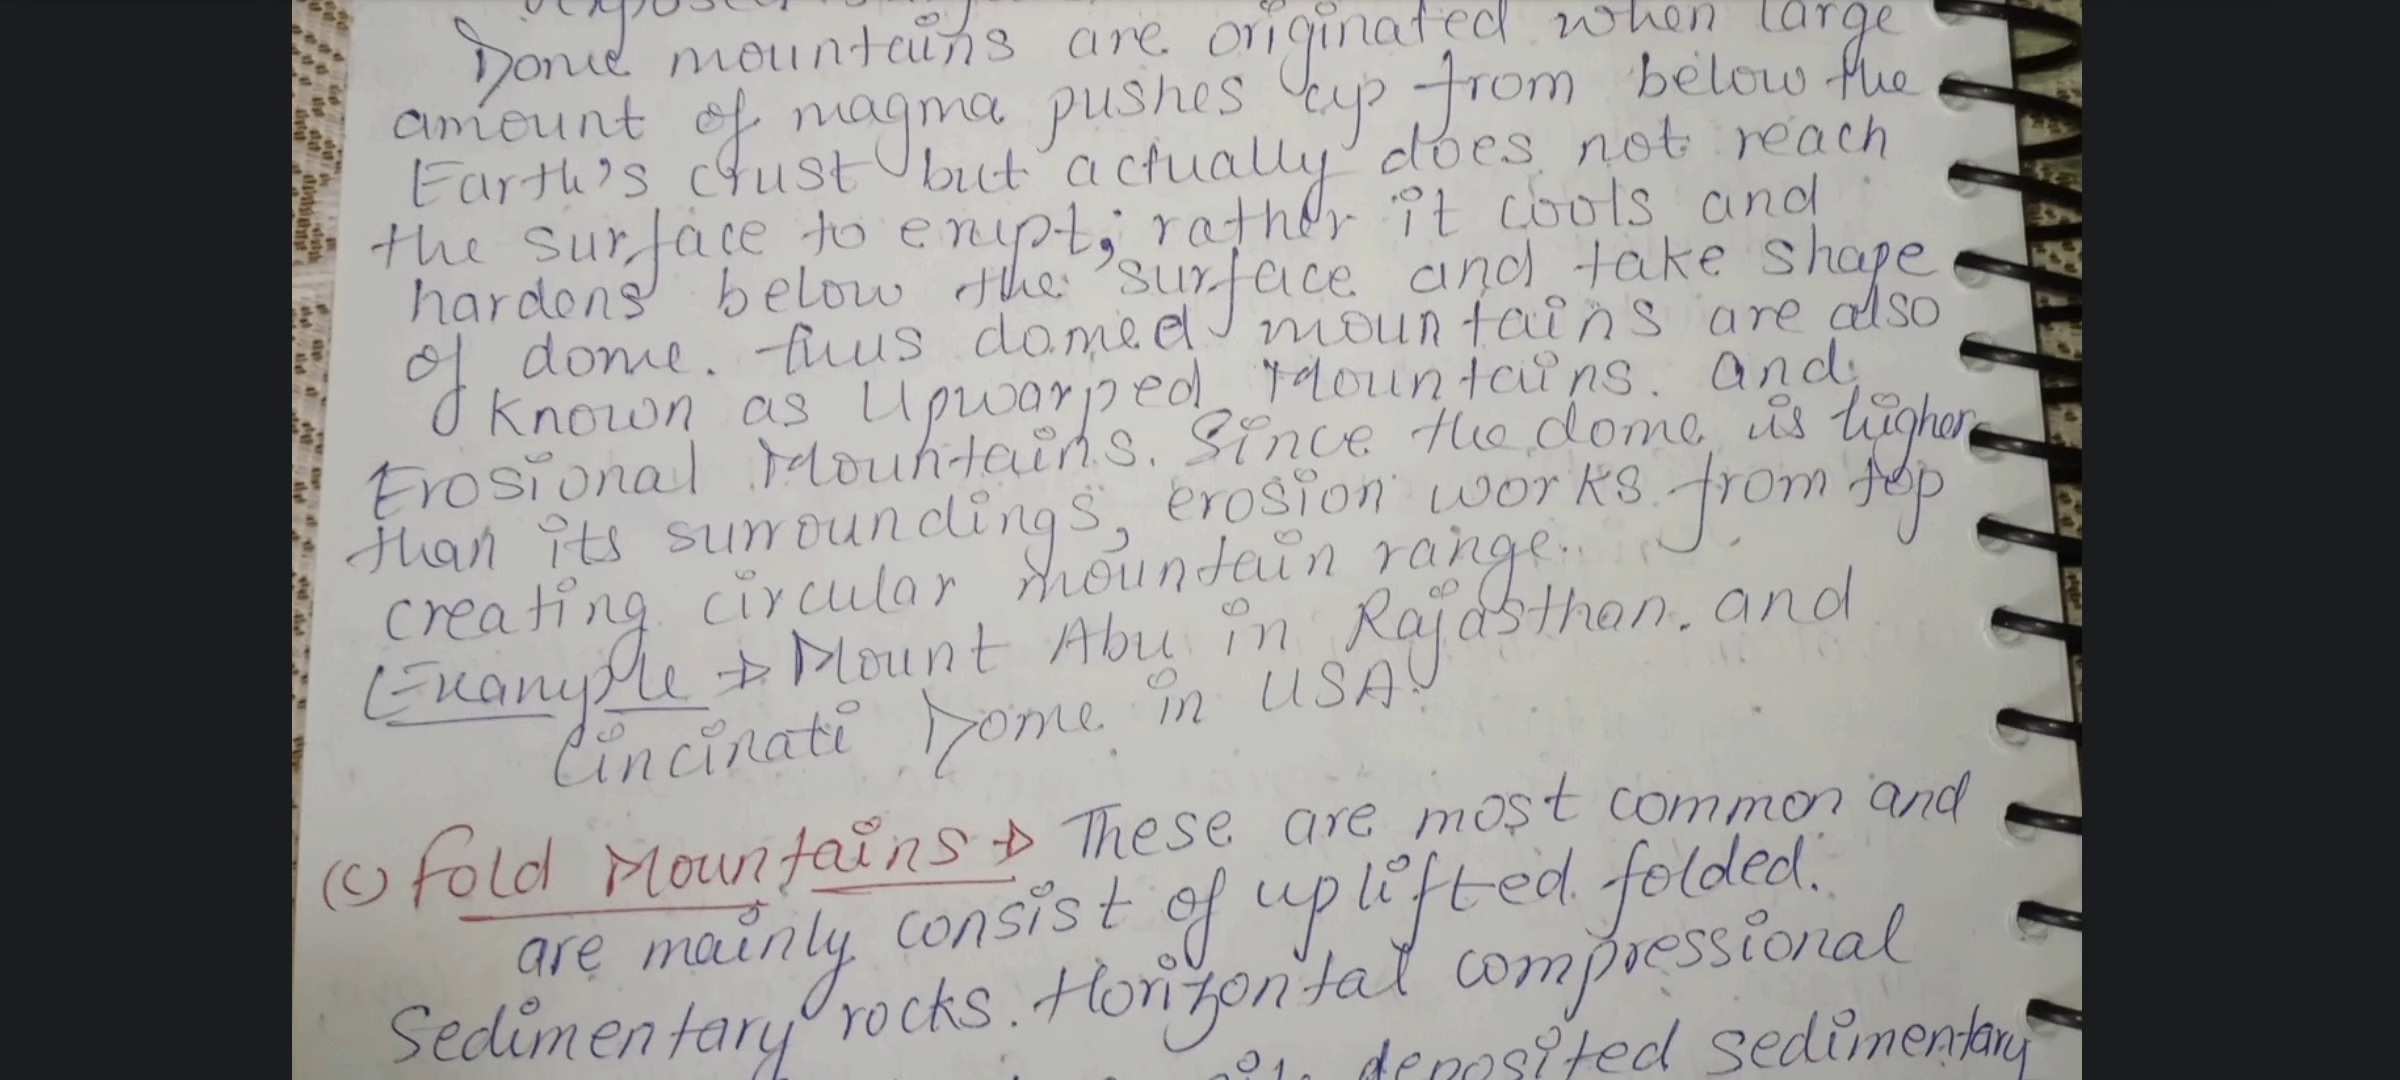 Dome mountains are originated when large
amount of magma pushes up from below the
Earth's crust but actually does not reach
the surface to erupt; rather it cools and
hardens below the surface and take shape
of dome. thus domed mountains are also
known as Upwarped Mountains. and
Erosional Mountains. Since the dome is higher
than its surroundings, erosion works from top
creating circular mountain range.
Example → Mount Abu in Rajasthan. and
Cincinati Dome in USA.
(C) Fold Mountains → These are most common and
are mainly consist of uplifted folded.
Sedimentary rocks. Horizontal compressional
deposited sedimentary